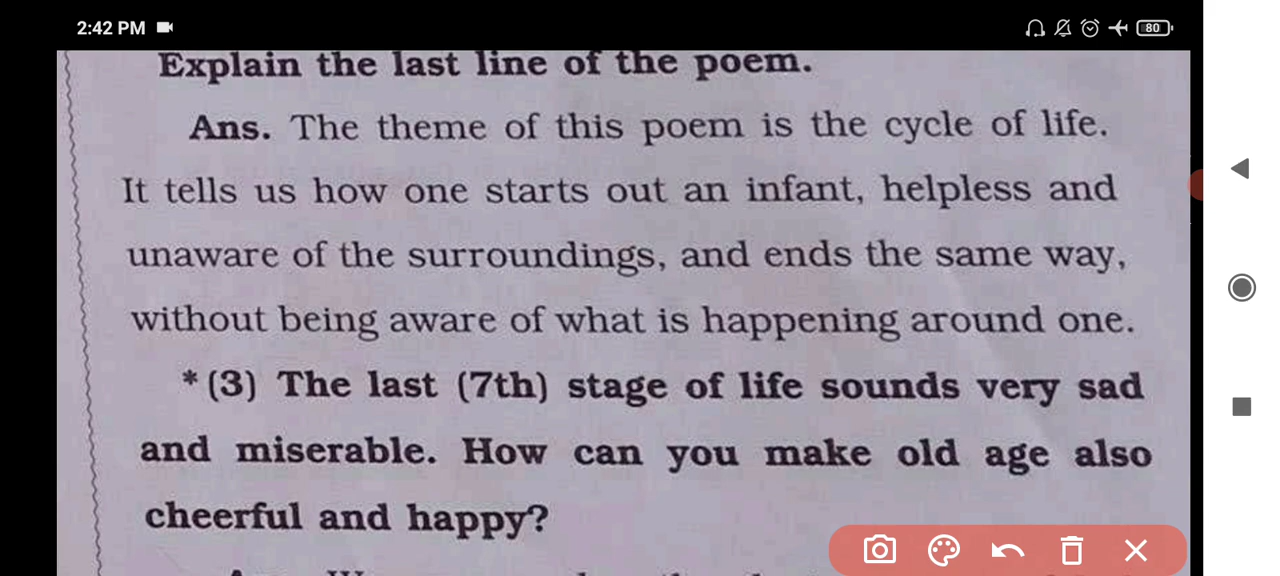 2:42 PM
80
Explain the last line of the poem.
Ans. The theme of this poem is the cycle of life.
It tells us how one starts out an infant, helpless and
unaware of the surroundings, and ends the same way,
without being aware of what is happening around one.
*(3) The last (7th) stage of life sounds very sad
and miserable. How can you make old age also
cheerful and happy?